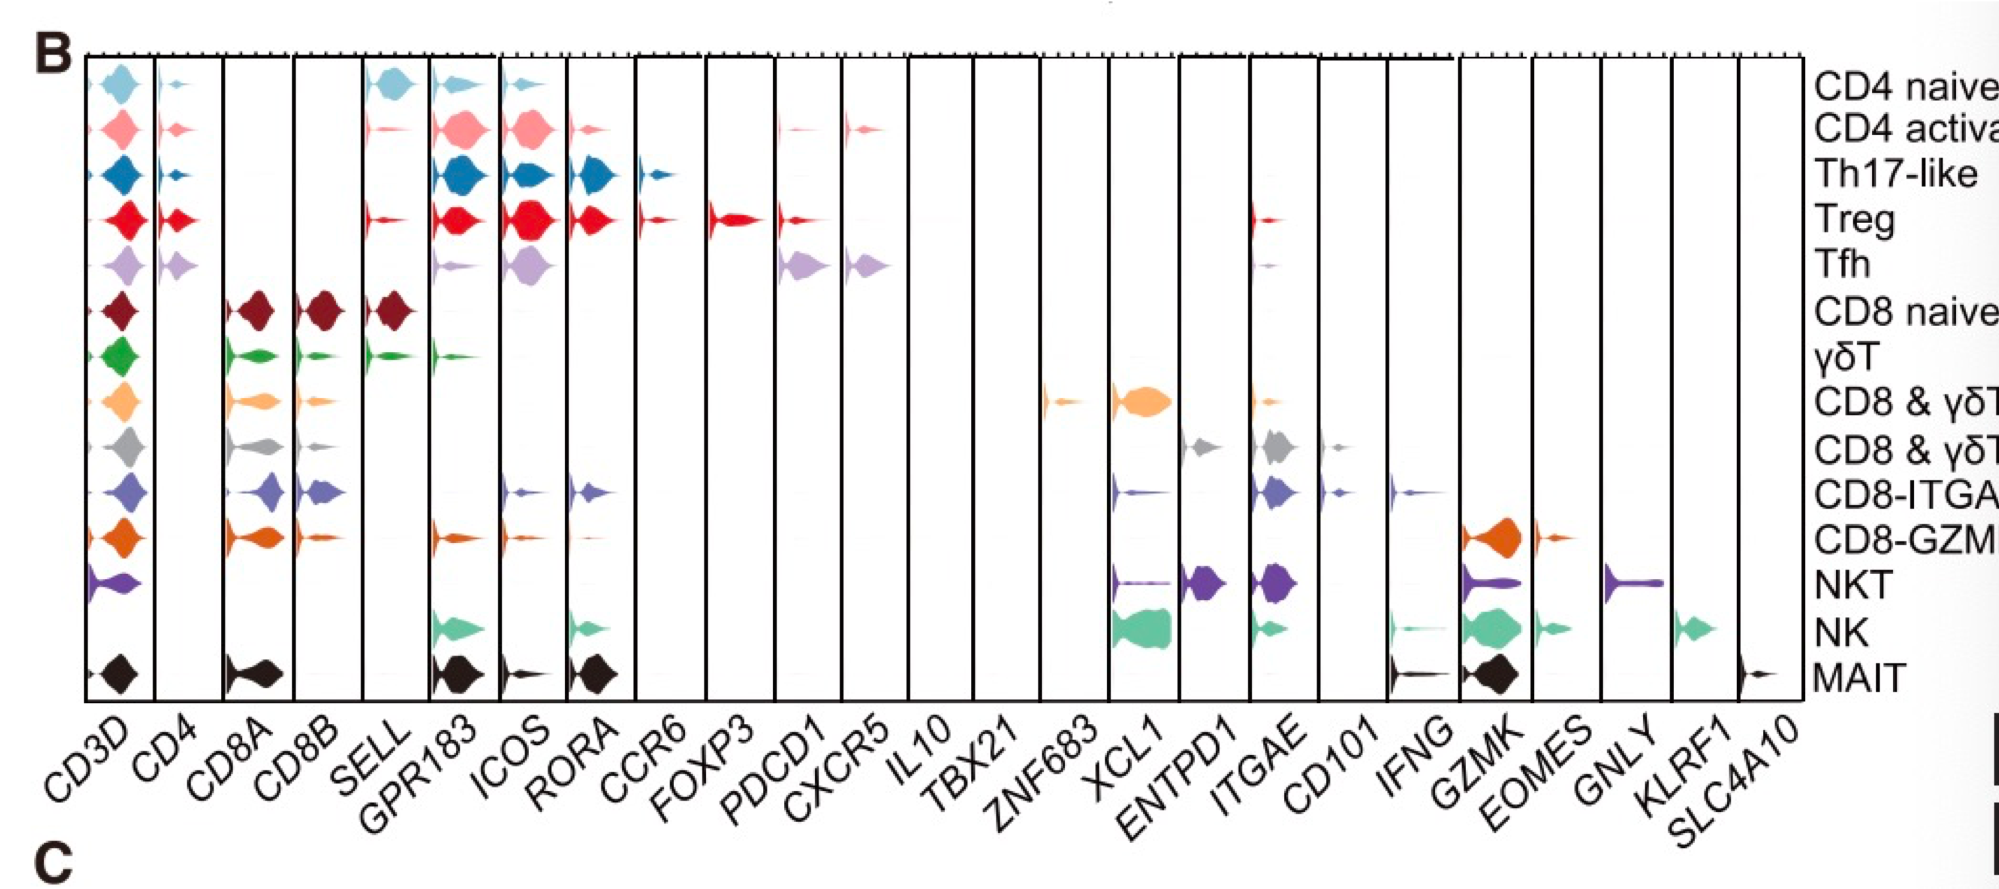 B
CD4 naive
CD4 activa
Th17-like
Treg
Tfh
CD8 naive
γδT
CD8 & γδT
CD8 & γδT
CD8-ITGA
CD8-GZM
NKT
NK
MAIT
CD3D CD4 CD8A CD8B SELL GPR183 ICOS RORA CCR6 FOXP3 PDCD1 CXCR5 IL10 TBX21 ZNF683 XCL1 ENTPD1 ITGAE CD101 IFNG GZMK EOMES GNLY KLRF1 SLC4A10
C